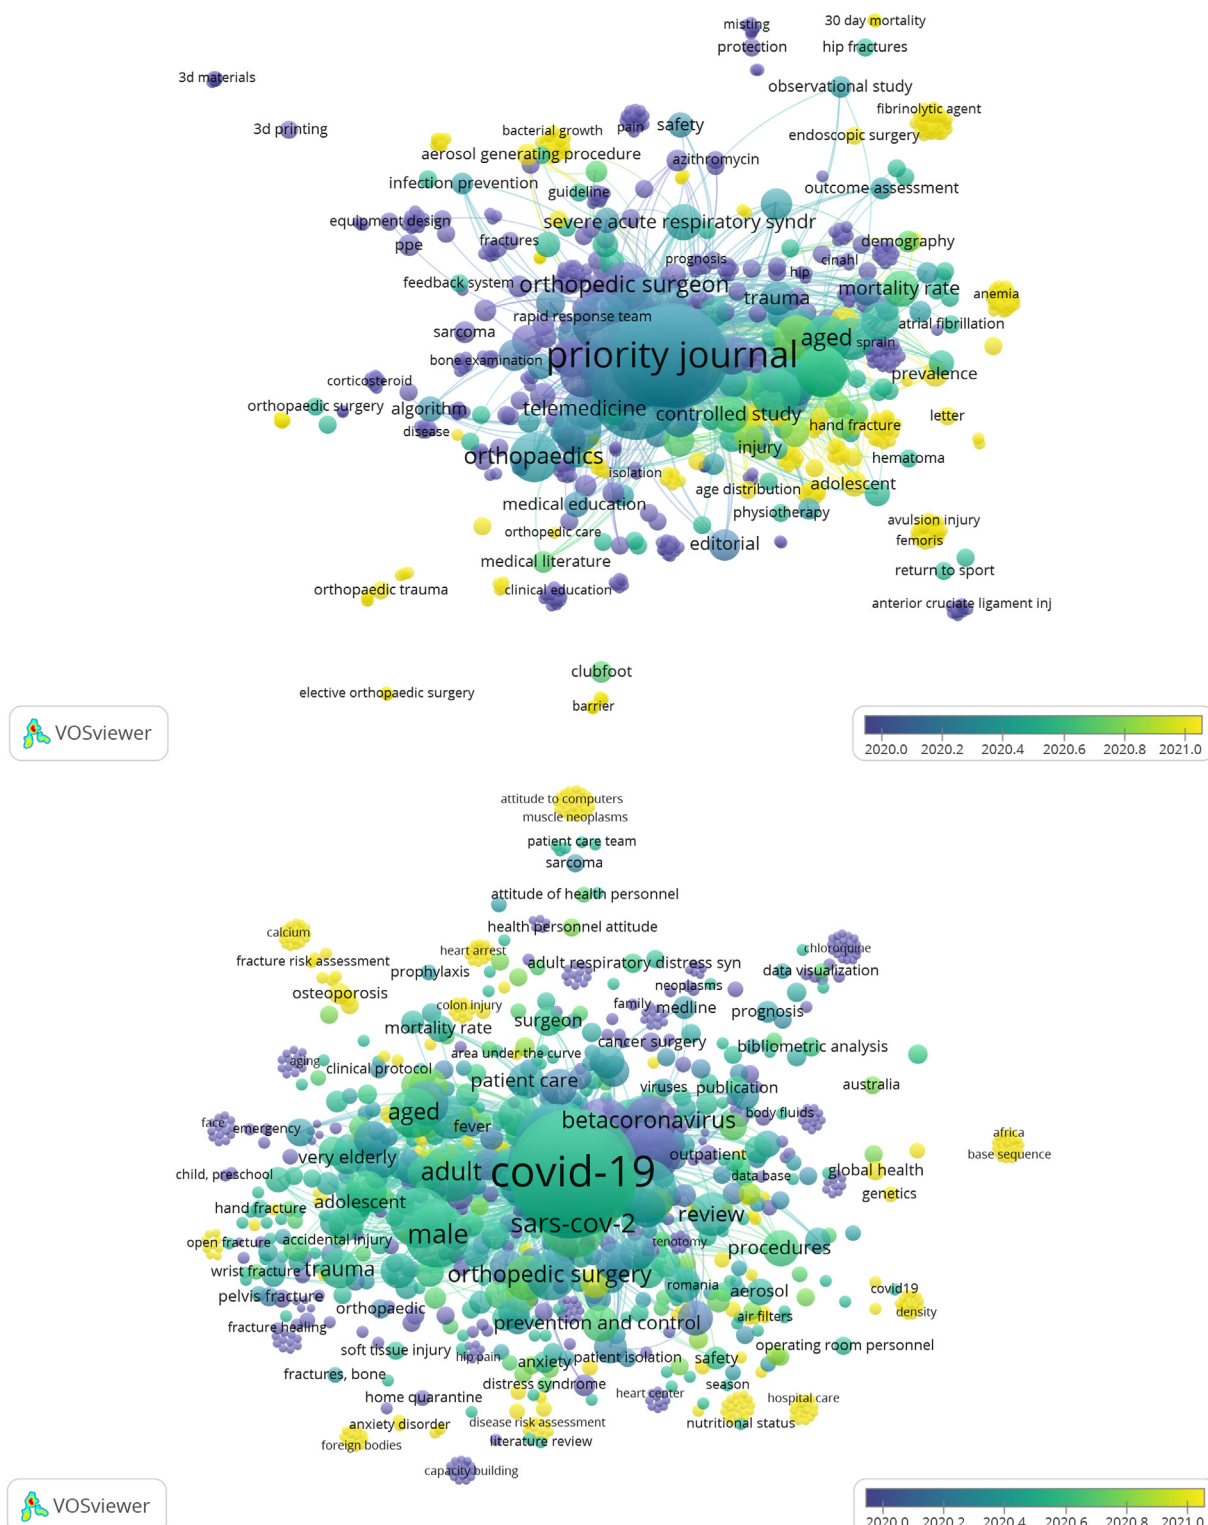 misting
30 day mortality
protection
hip fractures
3d materials
observational study
fibrinolytic agent
3d printing
bacterial growth
pain
safety
endoscopic surgery
aerosol generating procedure
azithromycin
infection prevention
guideline
outcome assessment
equipment design
severe acute respiratory syndr
ppe
fractures
demography
prognosis
cinahl
hip
feedback system
orthopedic surgeon
trauma
mortality rate
anemia
rapid response team
sarcoma
atrial fibrillation
aged
sprain
priority journal
bone examination
prevalence
corticosteroid
orthopaedic surgery
algorithm
telemedicine
controlled study
letter
disease
hand fracture
injury
orthopaedics
hematoma
isolation
adolescent
age distribution
medical education
physiotherapy
avulsion injury
orthopedic care
editorial
femoris
medical literature
return to sport
orthopaedic trauma
clinical education
anterior cruciate ligament inj
clubfoot
elective orthopaedic surgery
barrier
VOSviewer
2020.0 2020.2 2020.4 2020.6 2020.8 2021.0
attitude to computers
muscle neoplasms
patient care team
sarcoma
attitude of health personnel
health personnel attitude
calcium
heart arrest
chloroquine
fracture risk assessment
adult respiratory distress syn
prophylaxis
data visualization
neoplasms
osteoporosis
colon injury
family
medline
prognosis
mortality rate
surgeon
cancer surgery
bibliometric analysis
area under the curve
aging
clinical protocol
patient care
viruses
publication
australia
aged
betacoronavirus
body fluids
face
emergency
fever
africa
very elderly
outpatient
base sequence
child, preschool
adult
covid-19
data base
global health
genetics
hand fracture
adolescent
review
sars-cov-2
male
open fracture
accidental injury
tenotomy
procedures
wrist fracture
trauma
orthopedic surgery
romania
aerosol
covid19
pelvis fracture
orthopaedic
air filters
density
fracture healing
prevention and control
operating room personnel
soft tissue injury
hip pain
anxiety
patient isolation
safety
fractures, bone
distress syndrome
season
home quarantine
heart center
hospital care
anxiety disorder
disease risk assessment
nutritional status
foreign bodies
literature review
capacity building
VOSviewer
2020.0 2020.2 2020.4 2020.6 2020.8 2021.0